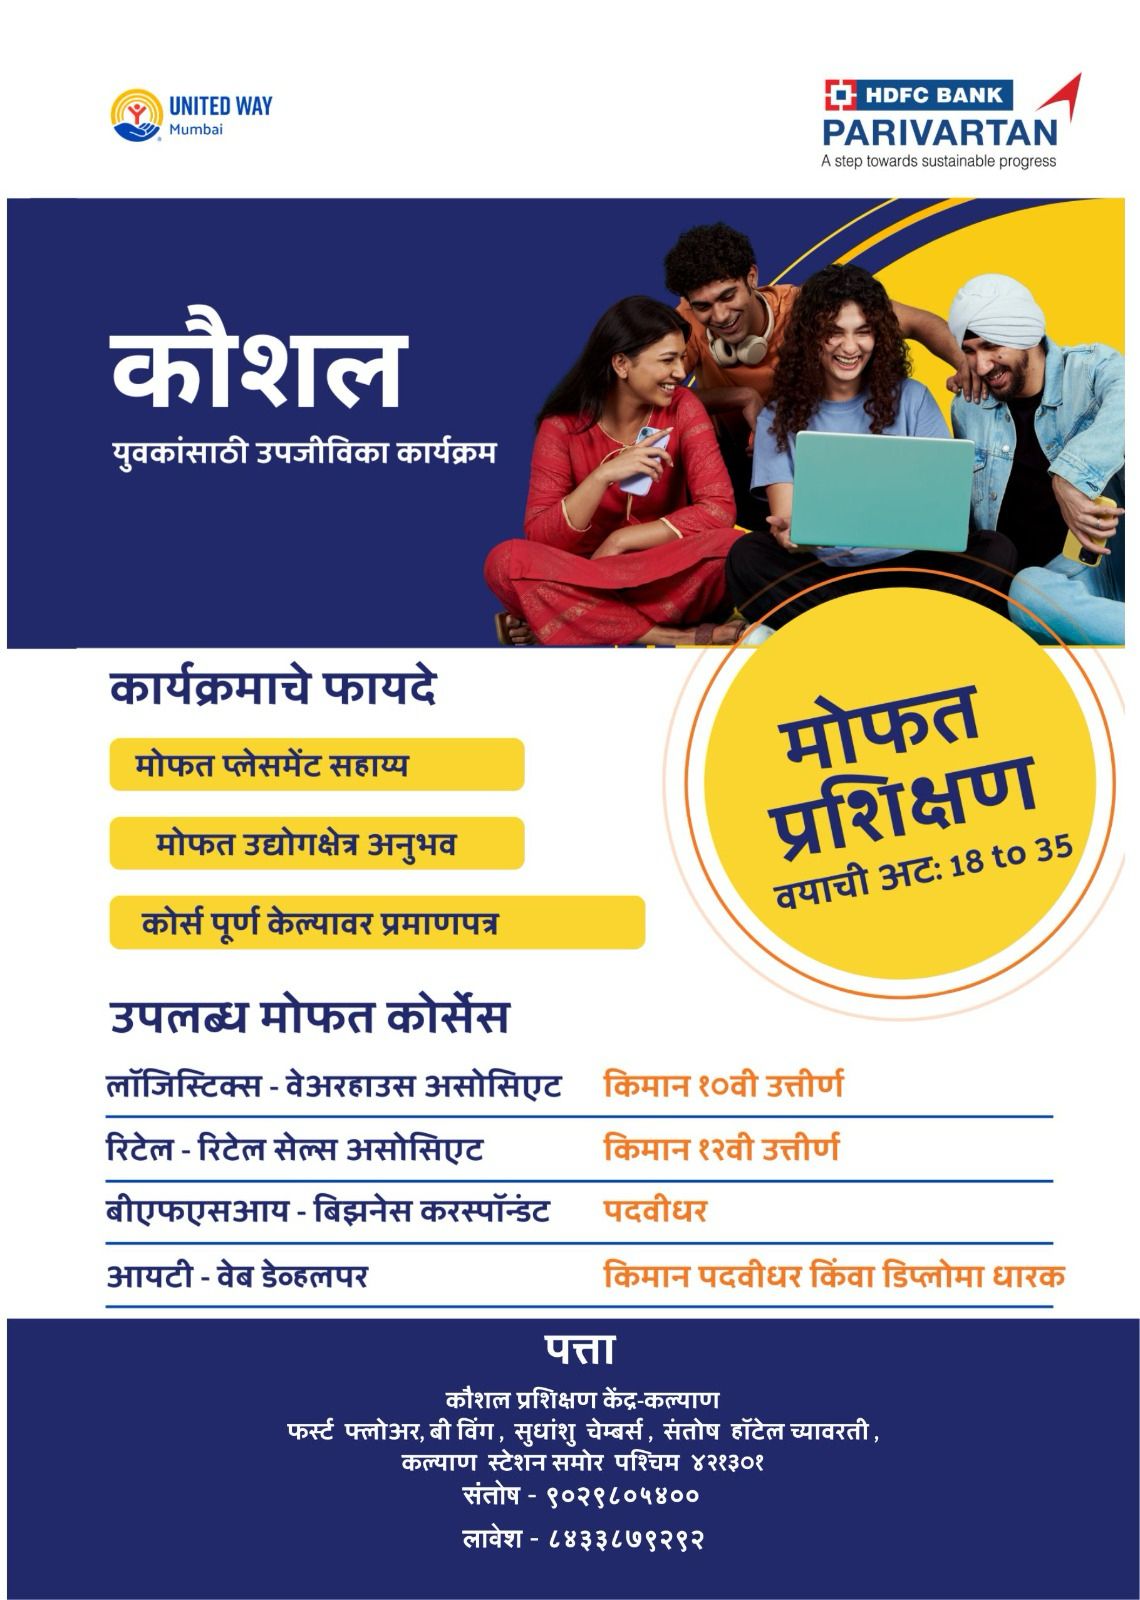 UNITED WAY
Mumbai
HDFC BANK
PARIVARTAN
A step towards sustainable progress
कौशल
युवकांसाठी उपजीविका कार्यक्रम
कार्यक्रमाचे फायदे
मोफत प्लेसमेंट सहाय्य
मोफत उद्योगक्षेत्र अनुभव
कोर्स पूर्ण केल्यावर प्रमाणपत्र
मोफत
प्रशिक्षण
वयाची अट: 18 to 35
उपलब्ध मोफत कोर्सेस
लॉजिस्टिक्स - वेअरहाउस असोसिएट किमान १०वी उत्तीर्ण
रिटेल - रिटेल सेल्स असोसिएट किमान १२वी उत्तीर्ण
बीएफएसआय - बिझनेस करस्पॉन्डंट पदवीधर
आयटी - वेब डेव्हलपर किमान पदवीधर किंवा डिप्लोमा धारक
पत्ता
कौशल प्रशिक्षण केंद्र-कल्याण
फर्स्ट फ्लोअर, बी विंग , सुधांशु चेम्बर्स , संतोष हॉटेल च्यावरती ,
कल्याण स्टेशन समोर पश्चिम ४२१३०१
संतोष - ९०२९८०५४००
लावेश - ८४३३८७९२९२